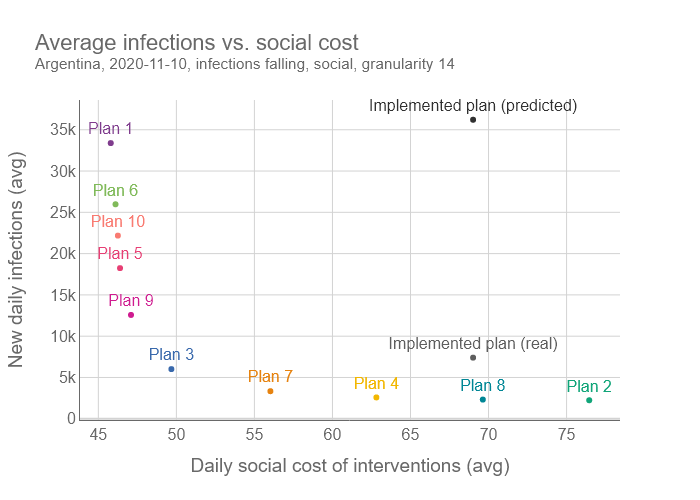 Average infections vs. social cost
Argentina, 2020-11-10, infections falling, social, granularity 14
Implemented plan (predicted)
35k
Plan 1
30k
Plan 6
25k
Plan 10
20k
Plan 5
15k
Plan 9
10k
Implemented plan (real)
Plan 3
5k
Plan 7
Plan 4
Plan 8
Plan 2
0
45 50 55 60 65 70 75
Daily social cost of interventions (avg)
New daily infections (avg)